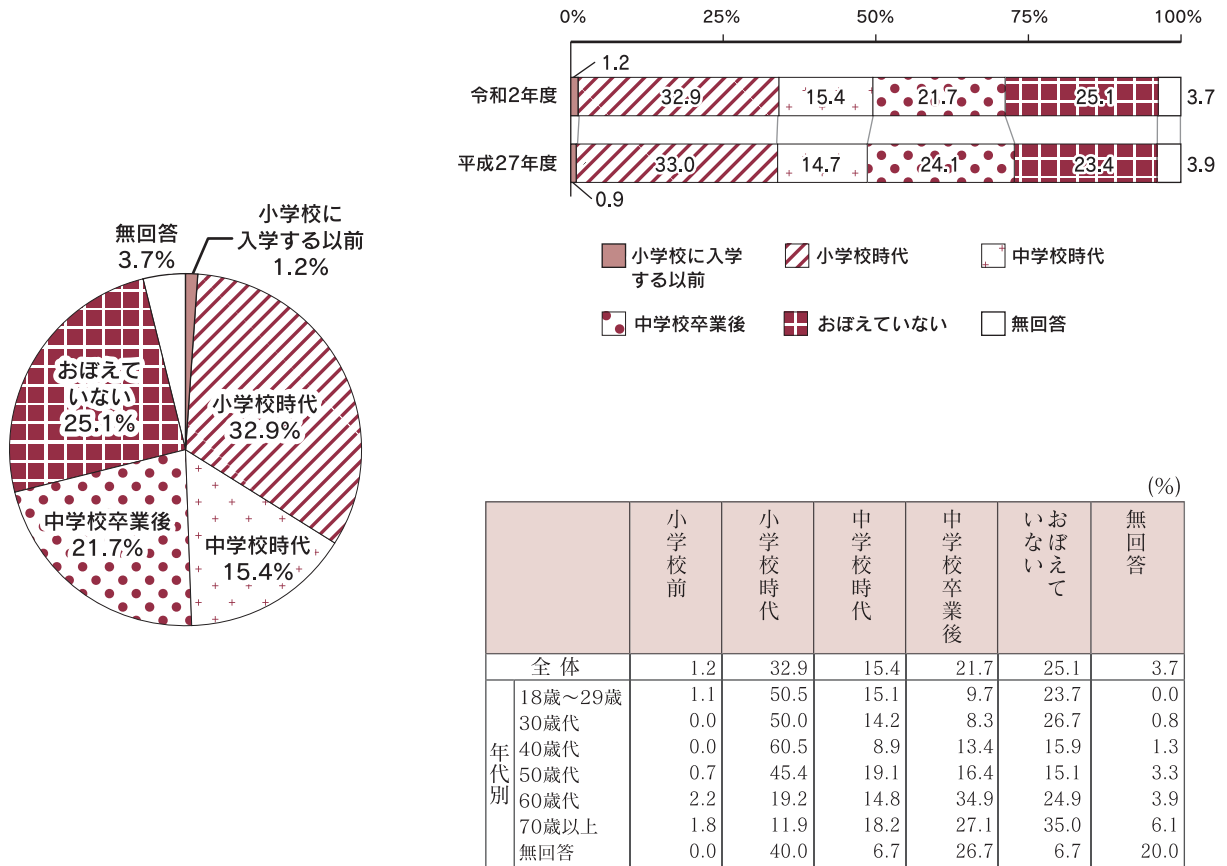 0% 25% 50% 75% 100%
1.2
令和2年度 32.9 15.4 21.7 25.1 3.7
平成27年度 33.0 14.7 24.1 23.4 3.9
0.9
小学校に入学
する以前
小学校時代
中学校時代
中学校卒業後
おぼえていない
無回答
無回答
3.7%
小学校に
入学する以前
1.2%
小学校時代
32.9%
中学校時代
15.4%
中学校卒業後
21.7%
おぼえて
いない
25.1%
(%)
小学校前 小学校時代 中学校時代 中学校卒業後 おぼえていない 無回答
全体 1.2 32.9 15.4 21.7 25.1 3.7
年代別
18歳〜29歳 1.1 50.5 15.1 9.7 23.7 0.0
30歳代 0.0 50.0 14.2 8.3 26.7 0.8
40歳代 0.0 60.5 8.9 13.4 15.9 1.3
50歳代 0.7 45.4 19.1 16.4 15.1 3.3
60歳代 2.2 19.2 14.8 34.9 24.9 3.9
70歳以上 1.8 11.9 18.2 27.1 35.0 6.1
無回答 0.0 40.0 6.7 26.7 6.7 20.0